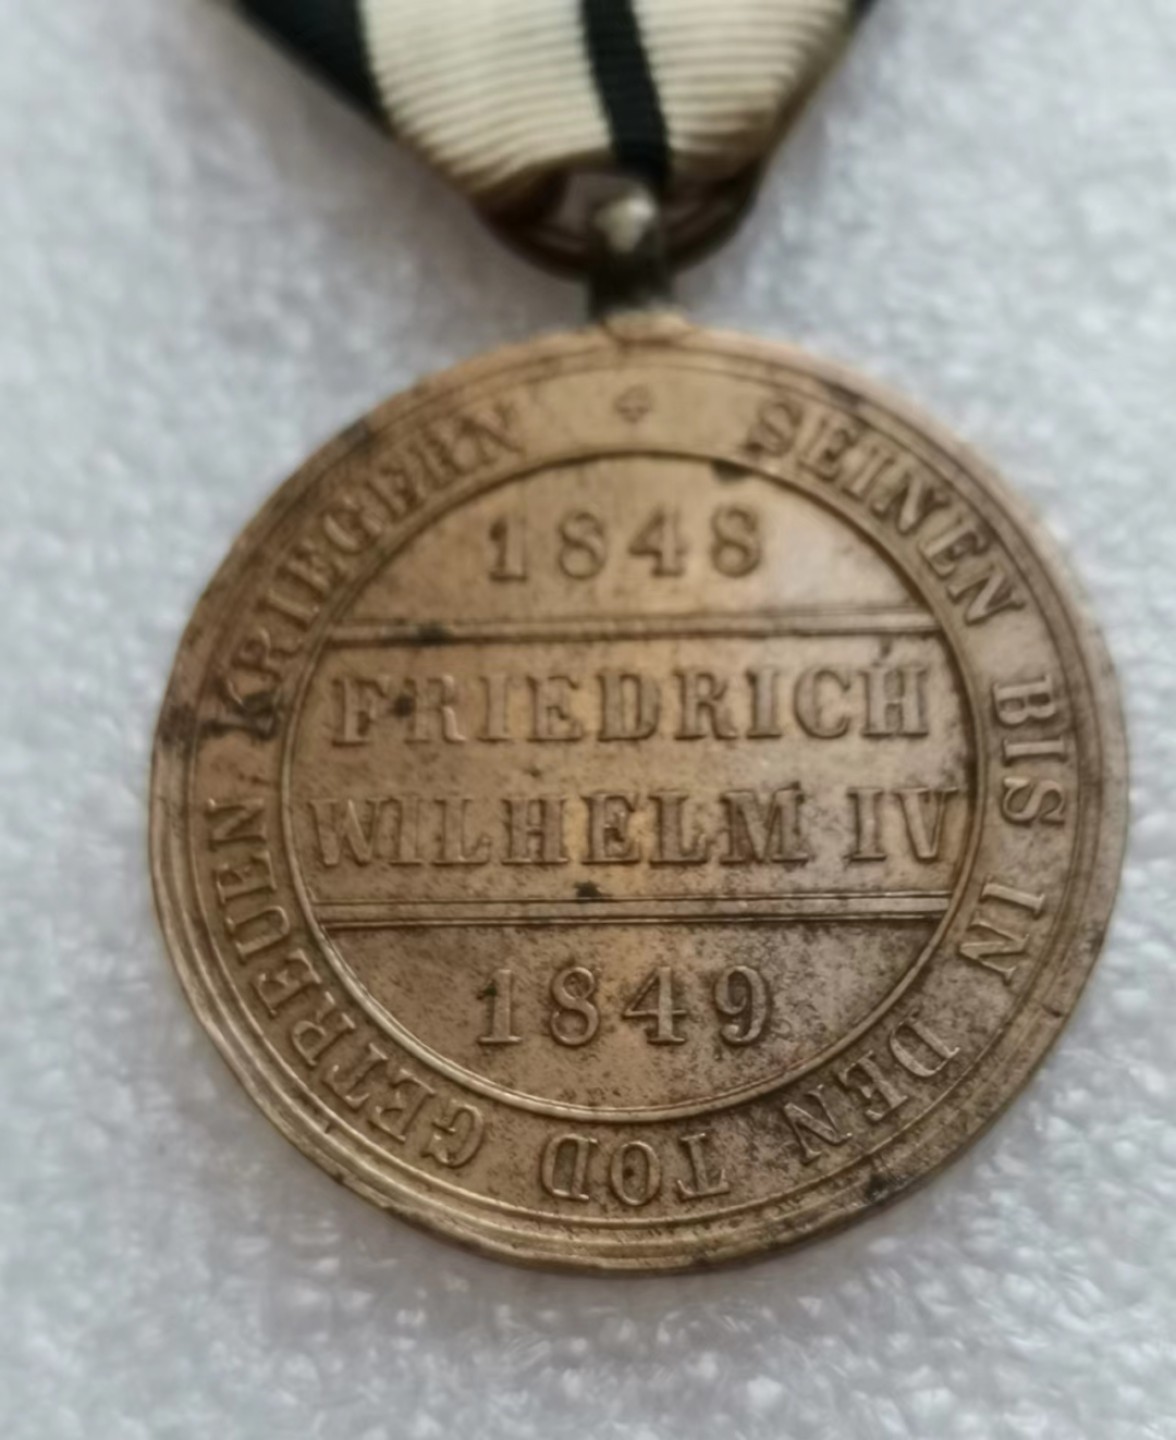 SEINEN BIS IN DEN TOD GETREUEN KRIEGERN
1848
FRIEDRICH
WILHELM IV
1849